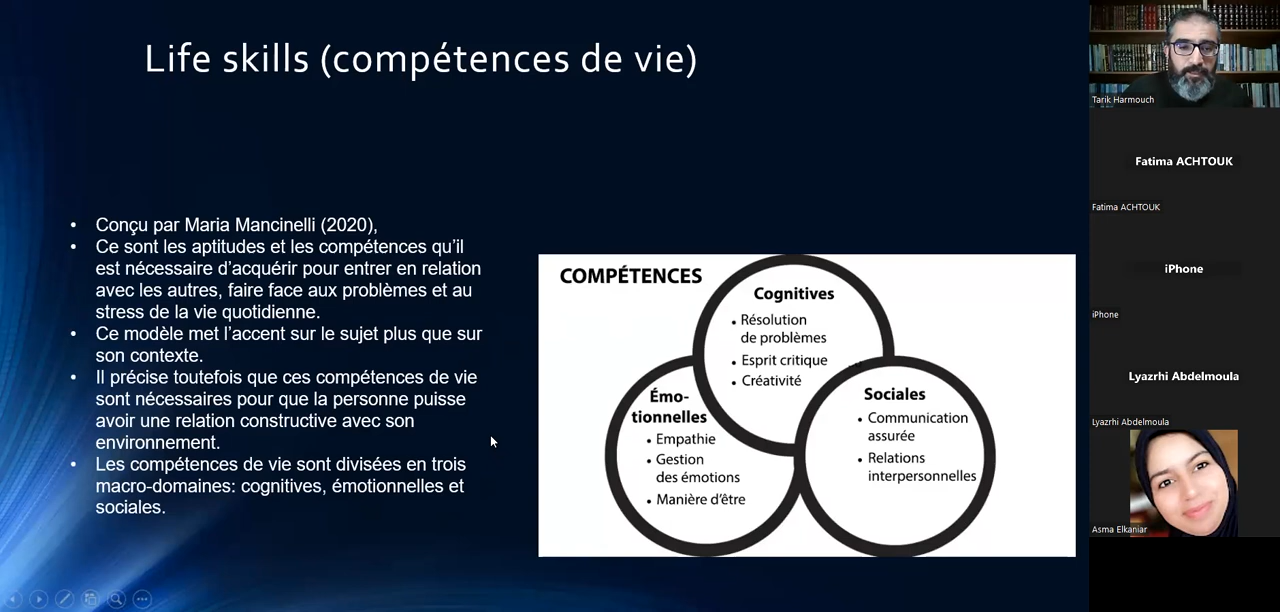 Life skills (compétences de vie)
• Conçu par Maria Mancinelli (2020),
• Ce sont les aptitudes et les compétences qu'il
est nécessaire d'acquérir pour entrer en relation
avec les autres, faire face aux problèmes et au
stress de la vie quotidienne.
• Ce modèle met l'accent sur le sujet plus que sur
son contexte.
• Il précise toutefois que ces compétences de vie
sont nécessaires pour que la personne puisse
avoir une relation constructive avec son
environnement.
• Les compétences de vie sont divisées en trois
macro-domaines: cognitives, émotionnelles et
sociales.
COMPÉTENCES
Cognitives
• Résolution
de problèmes
• Esprit critique
• Créativité
Émo-
tionnelles
• Empathie
• Gestion
des émotions
• Manière d'être
Sociales
• Communication
assurée
• Relations
interpersonnelles
Tarik Harmouch
Fatima ACHTOUK
Fatima ACHTOUK
iPhone
iPhone
Lyazrhi Abdelmoula
Lyazrhi Abdelmoula
Asma Elkaniar